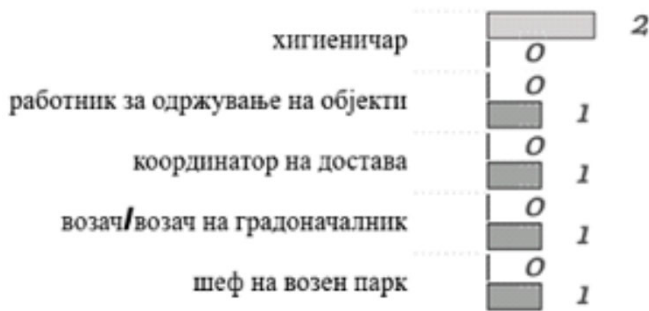 хигиеничар 2
0
работник за одржување на објекти 0
1
координатор на достава 0
1
возач/возач на градоначалник 0
1
шеф на возен парк 0
1